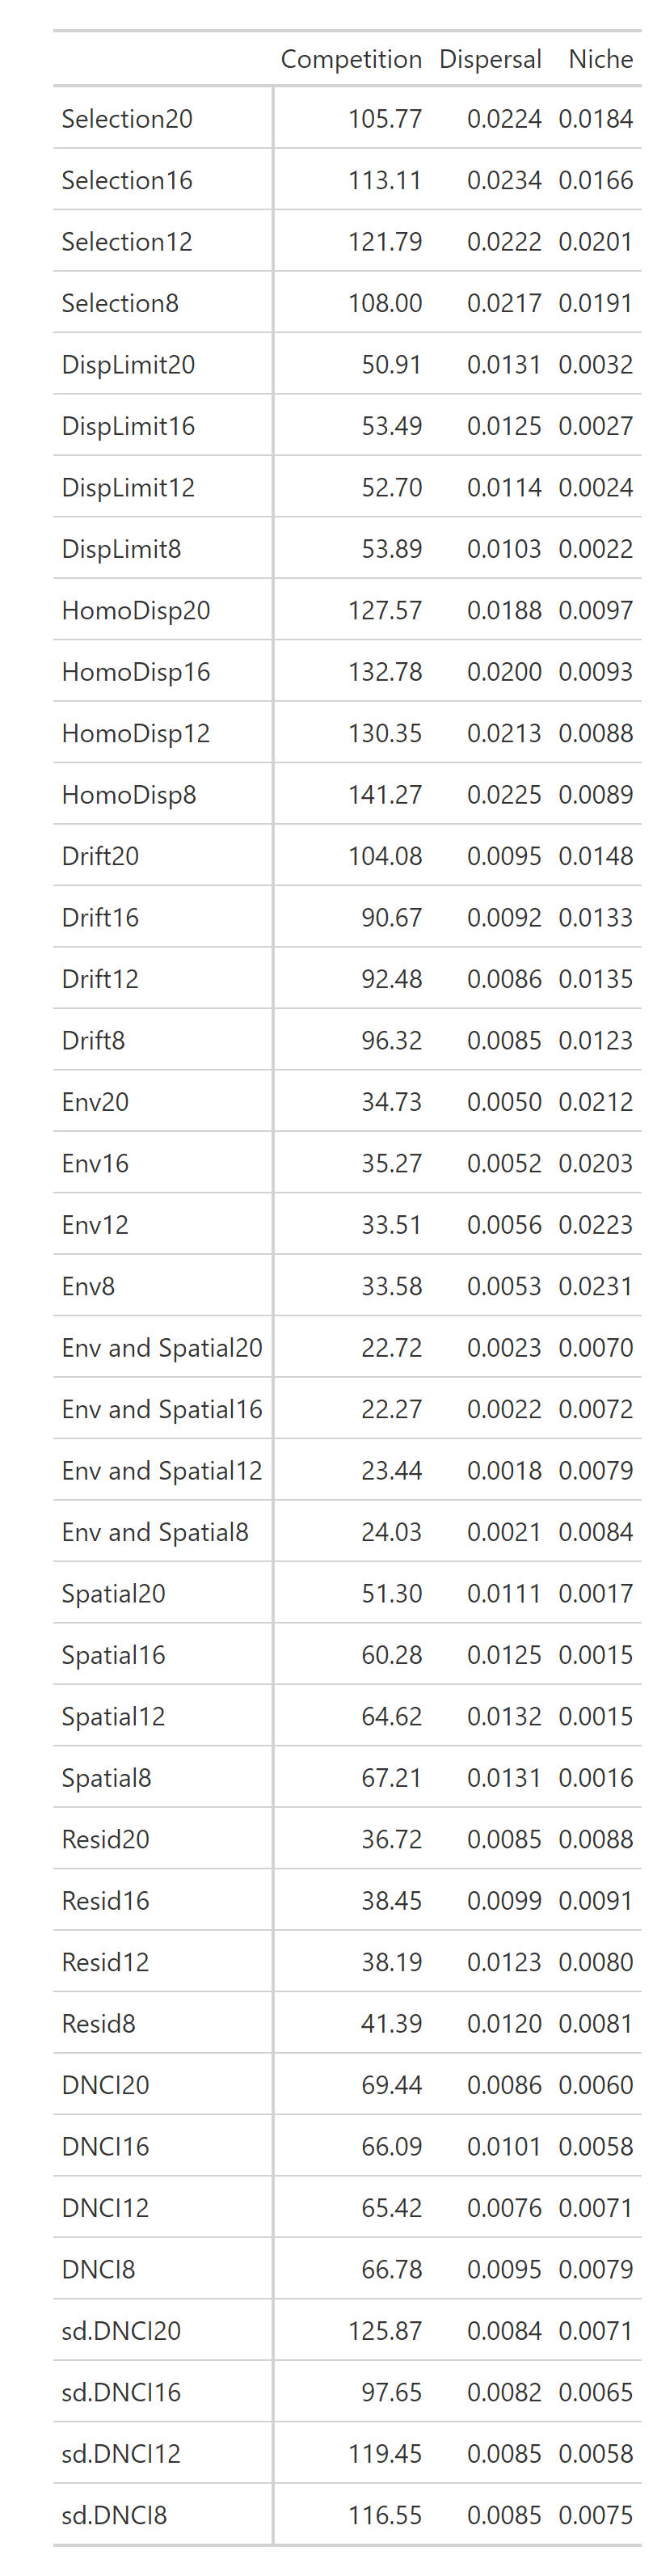 Competition Dispersal Niche
Selection20 105.77 0.0224 0.0184
Selection16 113.11 0.0234 0.0166
Selection12 121.79 0.0222 0.0201
Selection8 108.00 0.0217 0.0191
DispLimit20 50.91 0.0131 0.0032
DispLimit16 53.49 0.0125 0.0027
DispLimit12 52.70 0.0114 0.0024
DispLimit8 53.89 0.0103 0.0022
HomoDisp20 127.57 0.0188 0.0097
HomoDisp16 132.78 0.0200 0.0093
HomoDisp12 130.35 0.0213 0.0088
HomoDisp8 141.27 0.0225 0.0089
Drift20 104.08 0.0095 0.0148
Drift16 90.67 0.0092 0.0133
Drift12 92.48 0.0086 0.0135
Drift8 96.32 0.0085 0.0123
Env20 34.73 0.0050 0.0212
Env16 35.27 0.0052 0.0203
Env12 33.51 0.0056 0.0223
Env8 33.58 0.0053 0.0231
Env and Spatial20 22.72 0.0023 0.0070
Env and Spatial16 22.27 0.0022 0.0072
Env and Spatial12 23.44 0.0018 0.0079
Env and Spatial8 24.03 0.0021 0.0084
Spatial20 51.30 0.0111 0.0017
Spatial16 60.28 0.0125 0.0015
Spatial12 64.62 0.0132 0.0015
Spatial8 67.21 0.0131 0.0016
Resid20 36.72 0.0085 0.0088
Resid16 38.45 0.0099 0.0091
Resid12 38.19 0.0123 0.0080
Resid8 41.39 0.0120 0.0081
DNCI20 69.44 0.0086 0.0060
DNCI16 66.09 0.0101 0.0058
DNCI12 65.42 0.0076 0.0071
DNCI8 66.78 0.0095 0.0079
sd.DNCI20 125.87 0.0084 0.0071
sd.DNCI16 97.65 0.0082 0.0065
sd.DNCI12 119.45 0.0085 0.0058
sd.DNCI8 116.55 0.0085 0.0075